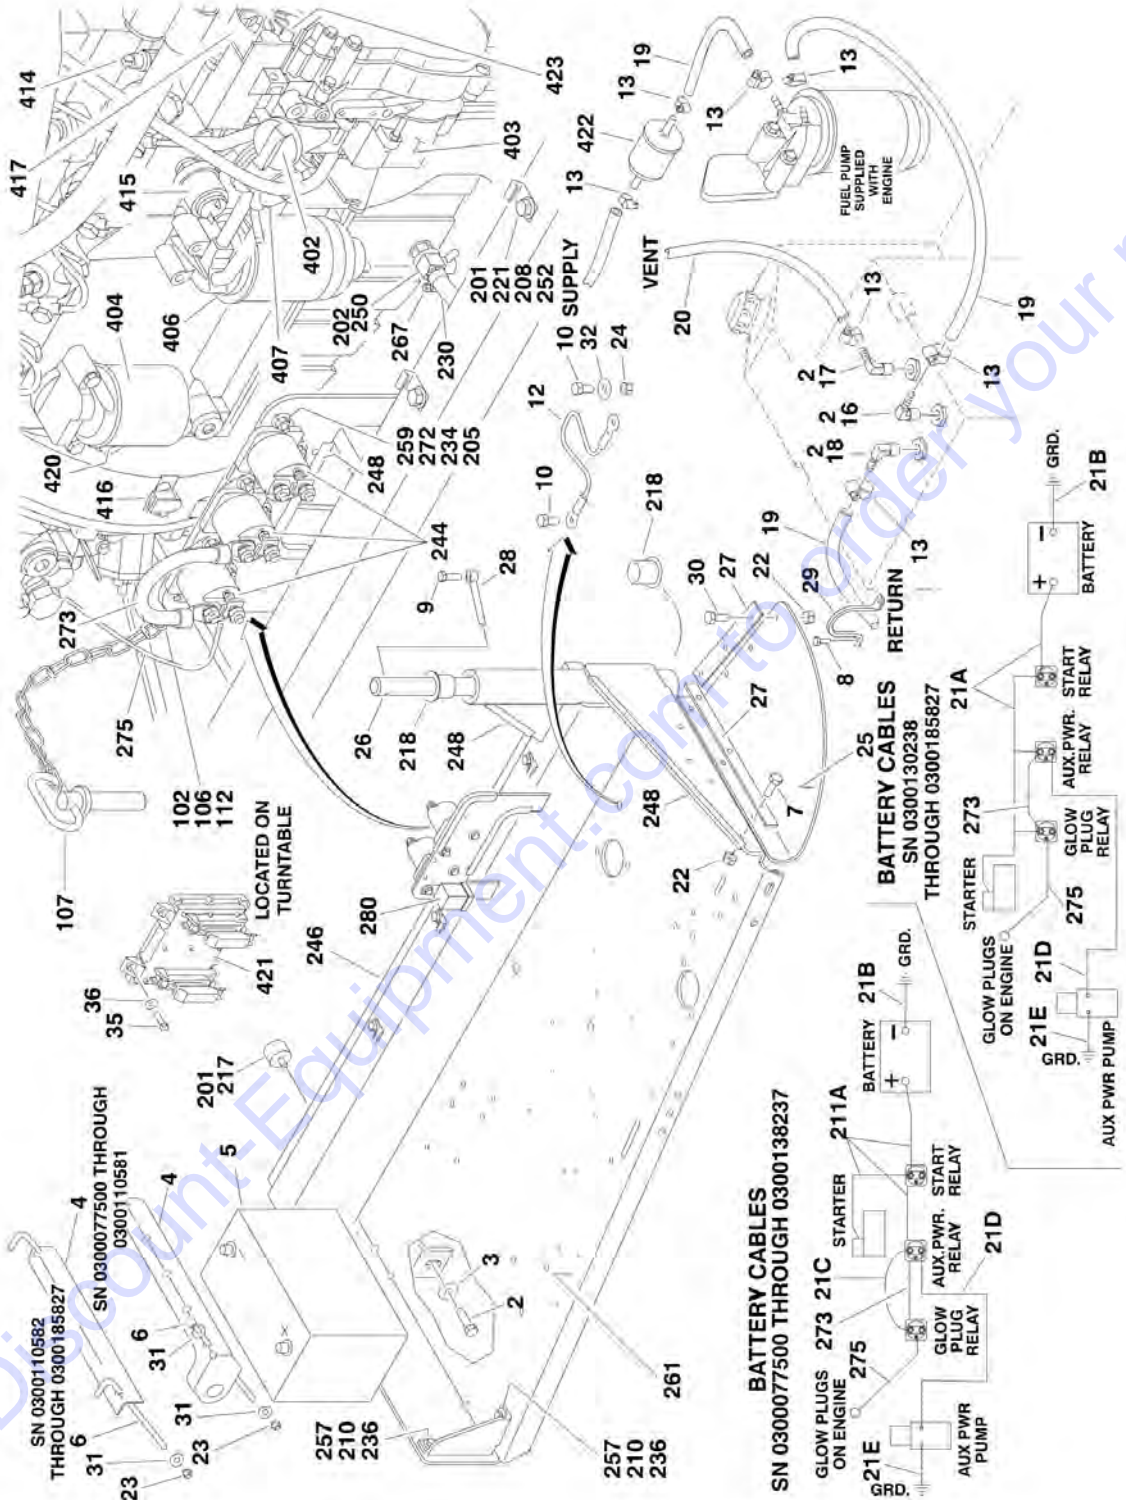 414
417
415
423
404
406
407
402
403
420
416
202
250
267
230
201
221
208
252
248
259
272
234
205
244
273
275
102
106
112
107
LOCATED ON
TURNTABLE
421
36
35
280
246
201
217
9
28
26
218
248
218
10
12
10
32
24
SUPPLY
VENT
20
19
13
13
422
13
13
FUEL PUMP
SUPPLIED
WITH
ENGINE
13
19
13
2
17
2
16
2
18
19
13
RETURN
30
27
22
29
8
27
25
7
248
22
SN 0300110582
THROUGH 0300185827
4
SN 0300077500 THROUGH
0300110581
4
5
6
31
6
31
23
31
23
3
2
257
210
236
257
210
236
261
BATTERY CABLES
SN 0300077500 THROUGH 0300138237
GLOW PLUGS
ON ENGINE
275
273
21C
STARTER
211A
BATTERY
+
−
21B
GRD.
START
RELAY
AUX.PWR.
RELAY
21D
GLOW
PLUG
RELAY
21E
GRD.
AUX PWR
PUMP
BATTERY CABLES
SN 0300130238
THROUGH 0300185827
STARTER
273
21A
BATTERY
+
−
21B
GRD.
START
RELAY
AUX.PWR.
RELAY
GLOW
PLUG
RELAY
275
GLOW PLUGS
ON ENGINE
21D
21E
GRD.
AUX PWR PUMP
Discount-Equipment.com to order your